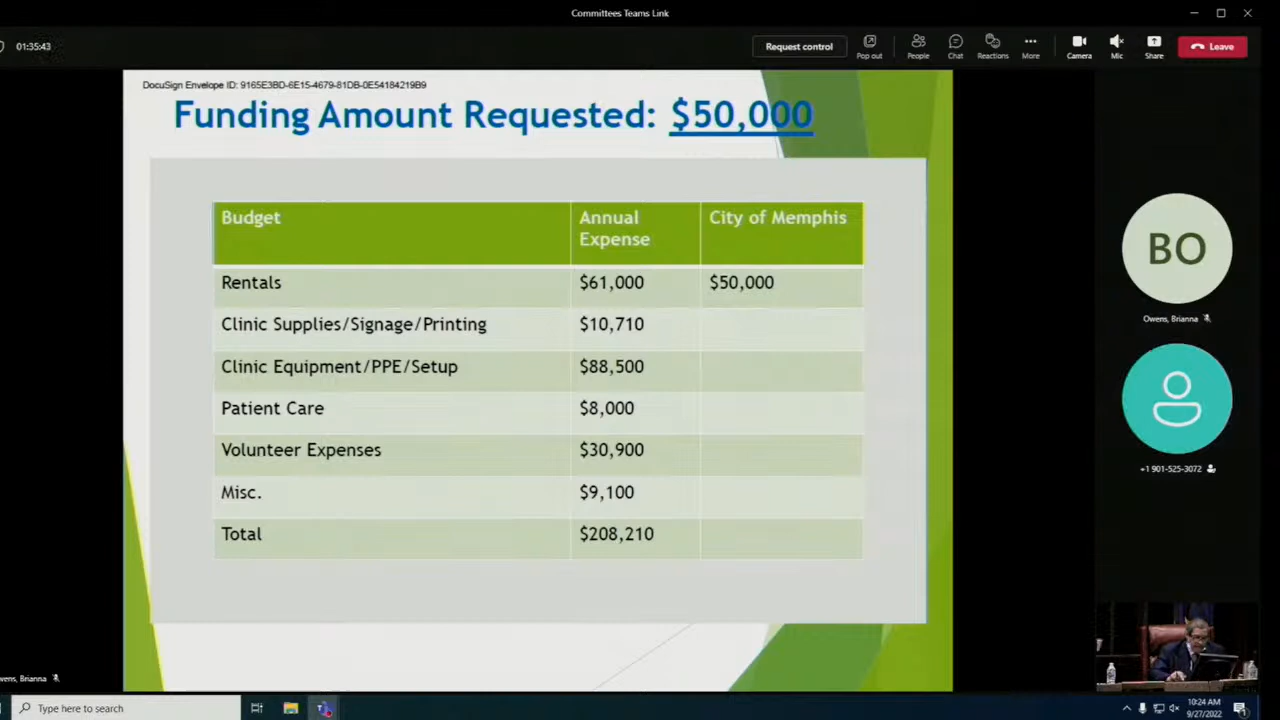 Committees Teams Link
01:35:43
Request control
Pop out
People
Chat
Reactions
More
Camera
Mic
Share
Leave
DocuSign Envelope ID: 9165E3BD-6E15-4679-81DB-0E54184219B9
Funding Amount Requested: $50,000
Budget
Annual Expense
City of Memphis
Rentals $61,000 $50,000
Clinic Supplies/Signage/Printing $10,710
Clinic Equipment/PPE/Setup $88,500
Patient Care $8,000
Volunteer Expenses $30,900
Misc. $9,100
Total $208,210
BO
Owens, Brianna
+1 901-525-3072
wens, Brianna
Type here to search
10:24 AM
9/27/2022